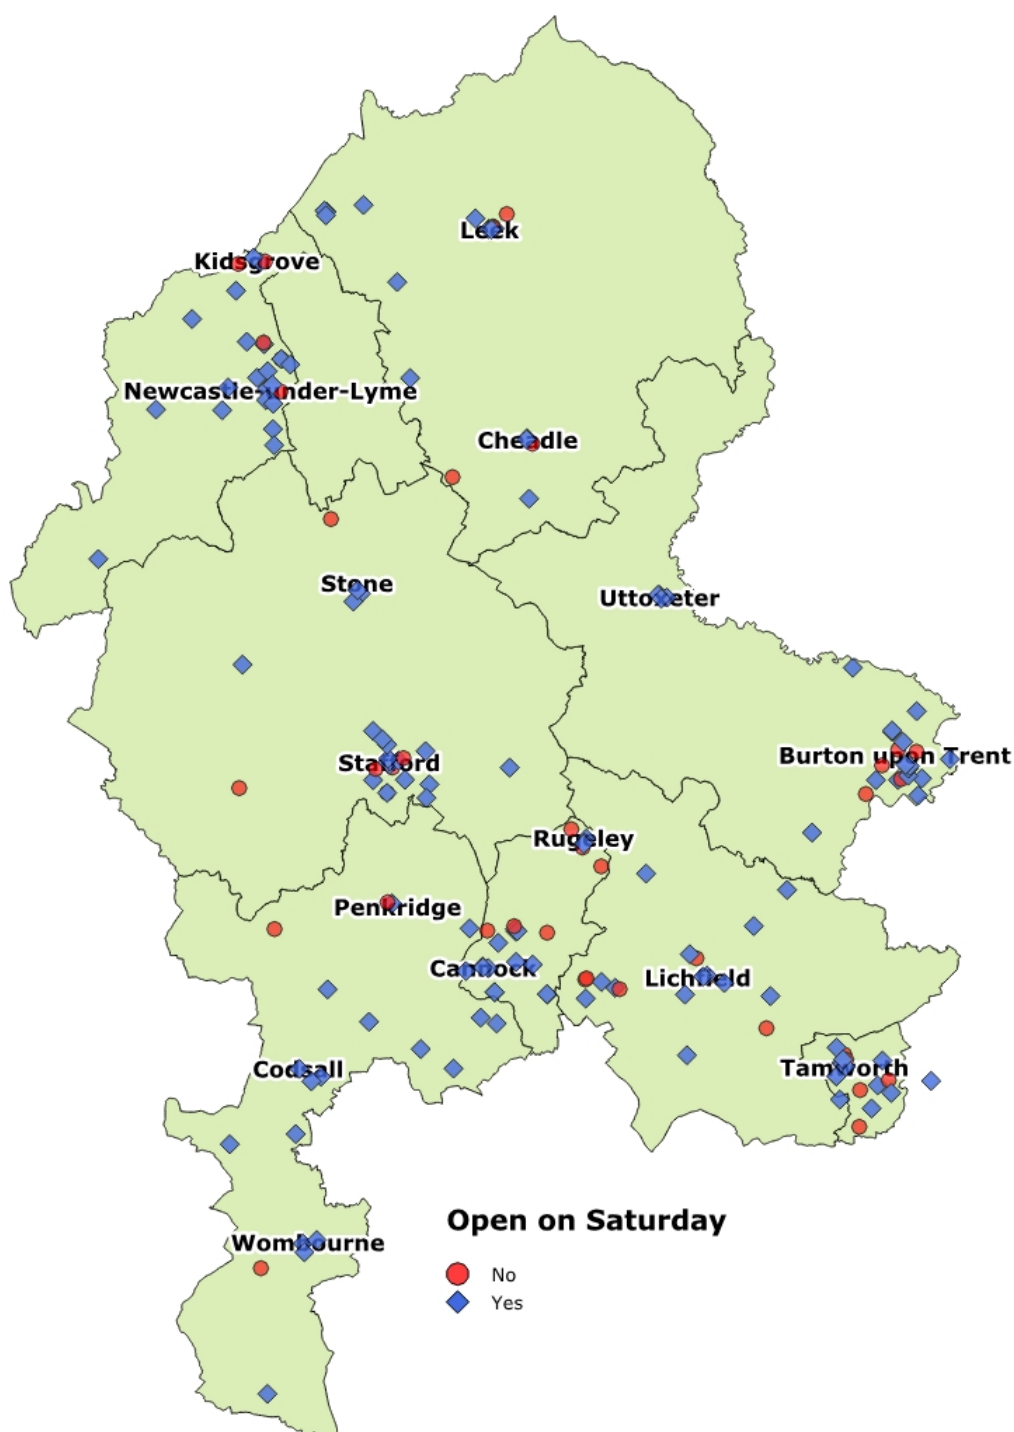 Leek
Kidsgrove
Newcastle-under-Lyme
Cheadle
Stone
Uttoxeter
Stafford
Burton upon Trent
Rugeley
Penkridge
Cannock
Lichfield
Codsall
Tamworth
Open on Saturday
Wombourne
No
Yes